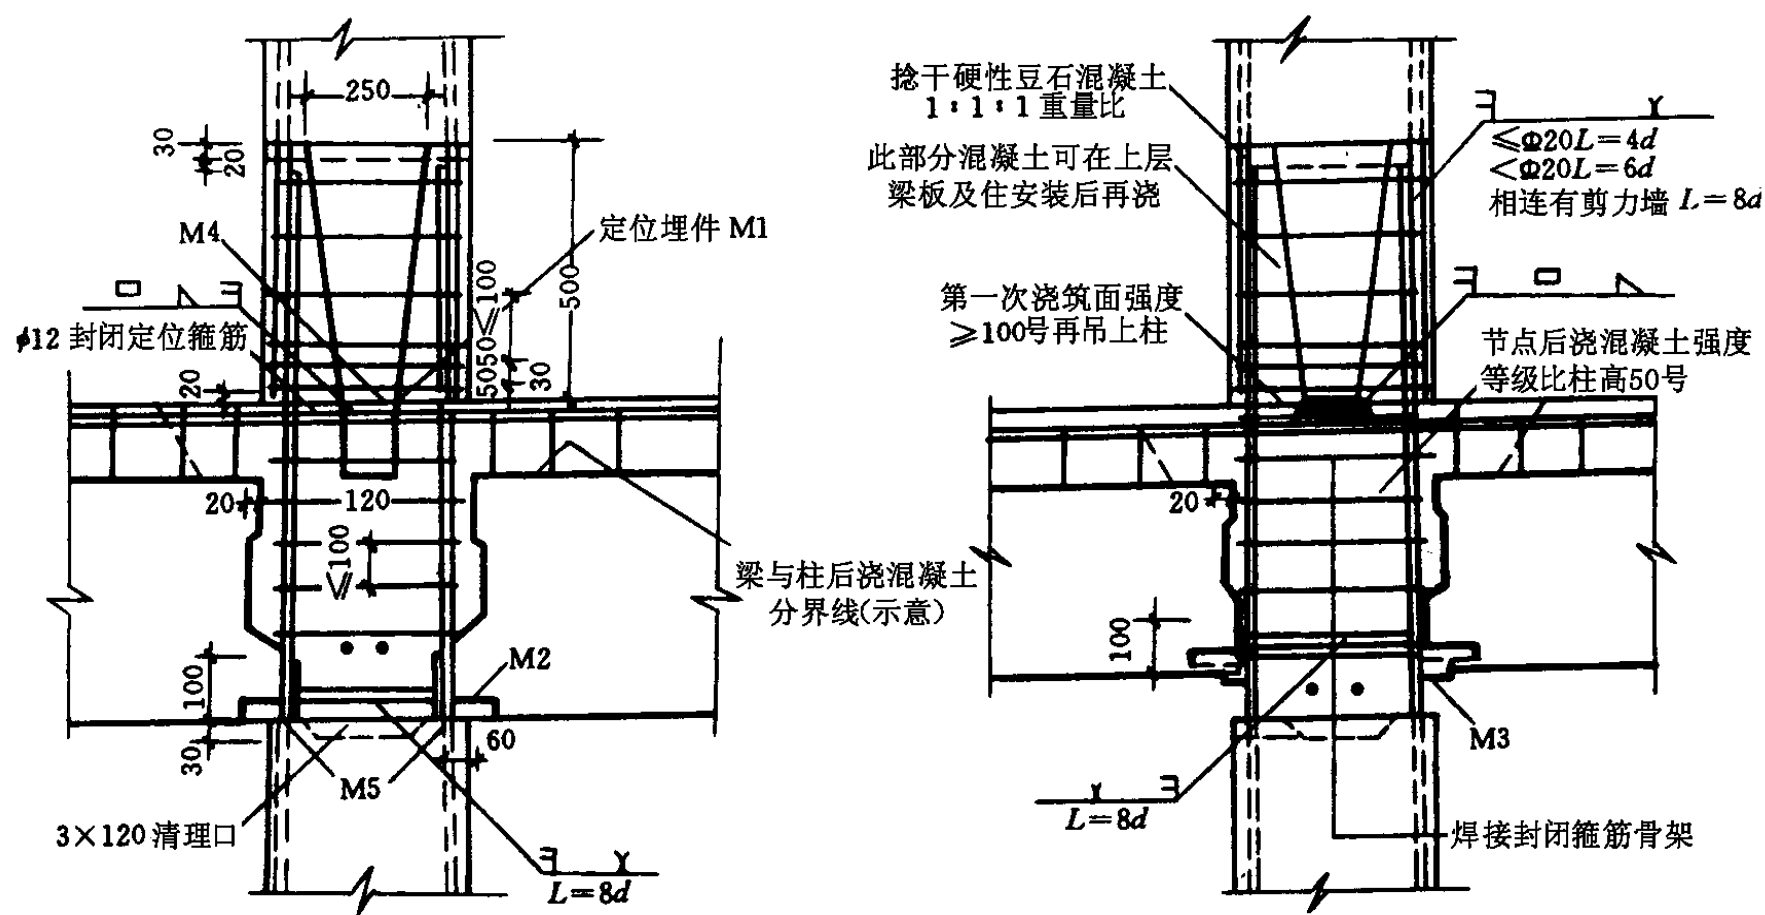 250
30
20
M4
定位埋件 M1
500
≤100
50
50
30
φ12 封闭定位箍筋
20
20
120
≤100
梁与柱后浇混凝土
分界线(示意)
M2
100
30
60
M5
3×120 清理口
L=8d
捻干硬性豆石混凝土
1:1:1 重量比
此部分混凝土可在上层
梁板及住安装后再浇
第一次浇筑面强度
≥100号再吊上柱
≤Φ20L=4d
<Φ20L=6d
相连有剪力墙 L=8d
节点后浇混凝土强度
等级比柱高50号
20
100
M3
L=8d
焊接封闭箍筋骨架